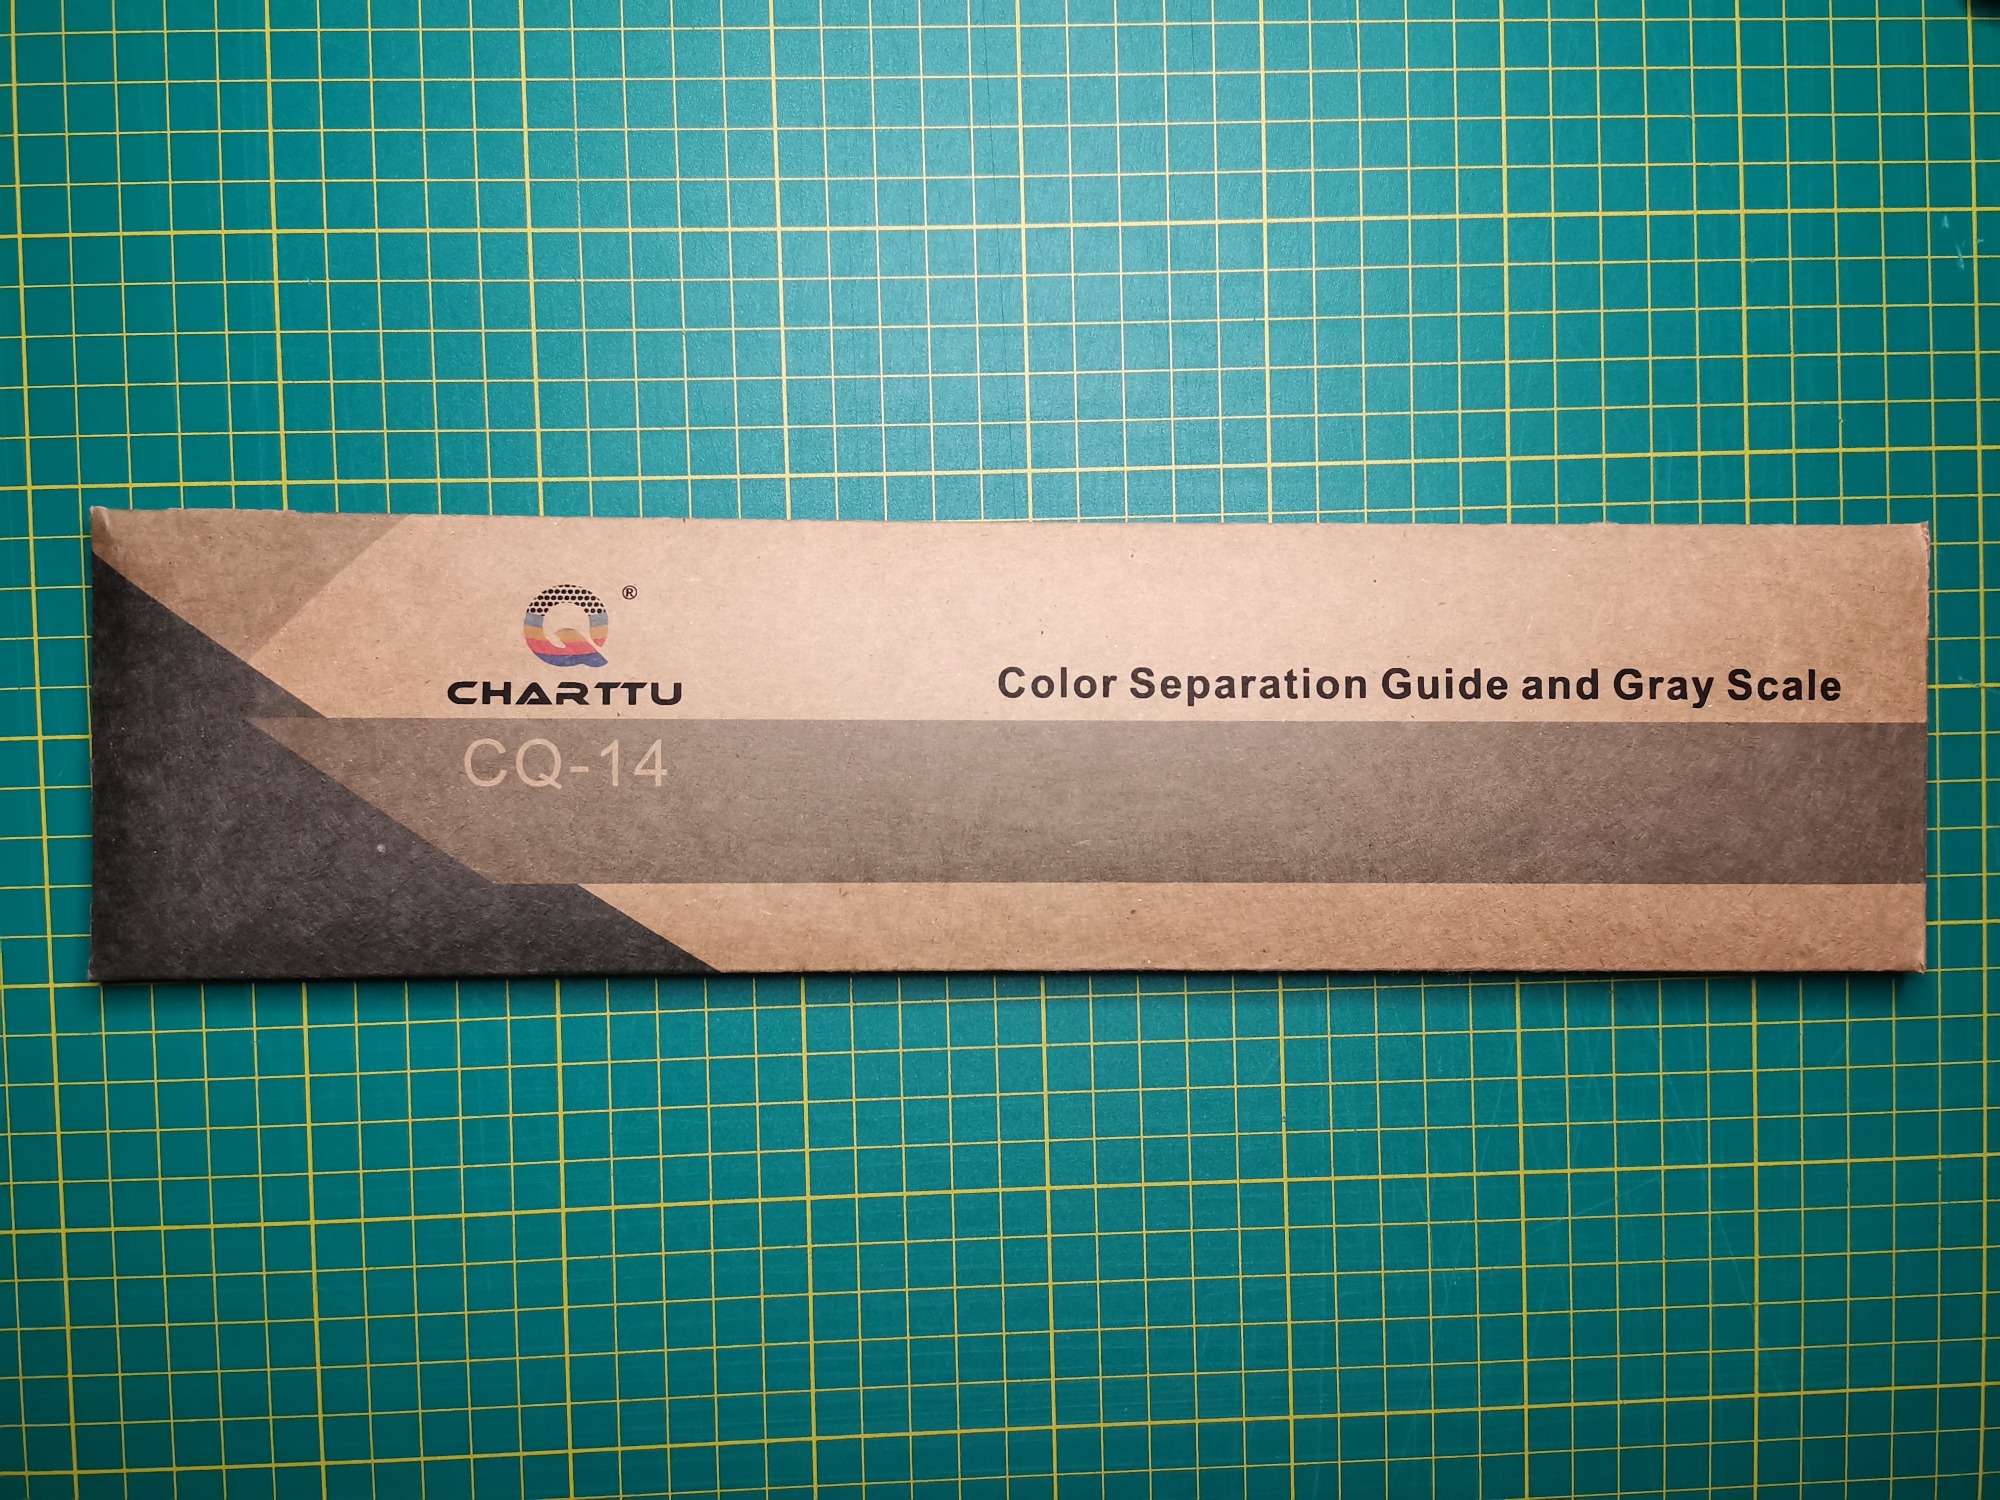 ®
CHARTTU
Color Separation Guide and Gray Scale
CQ-14